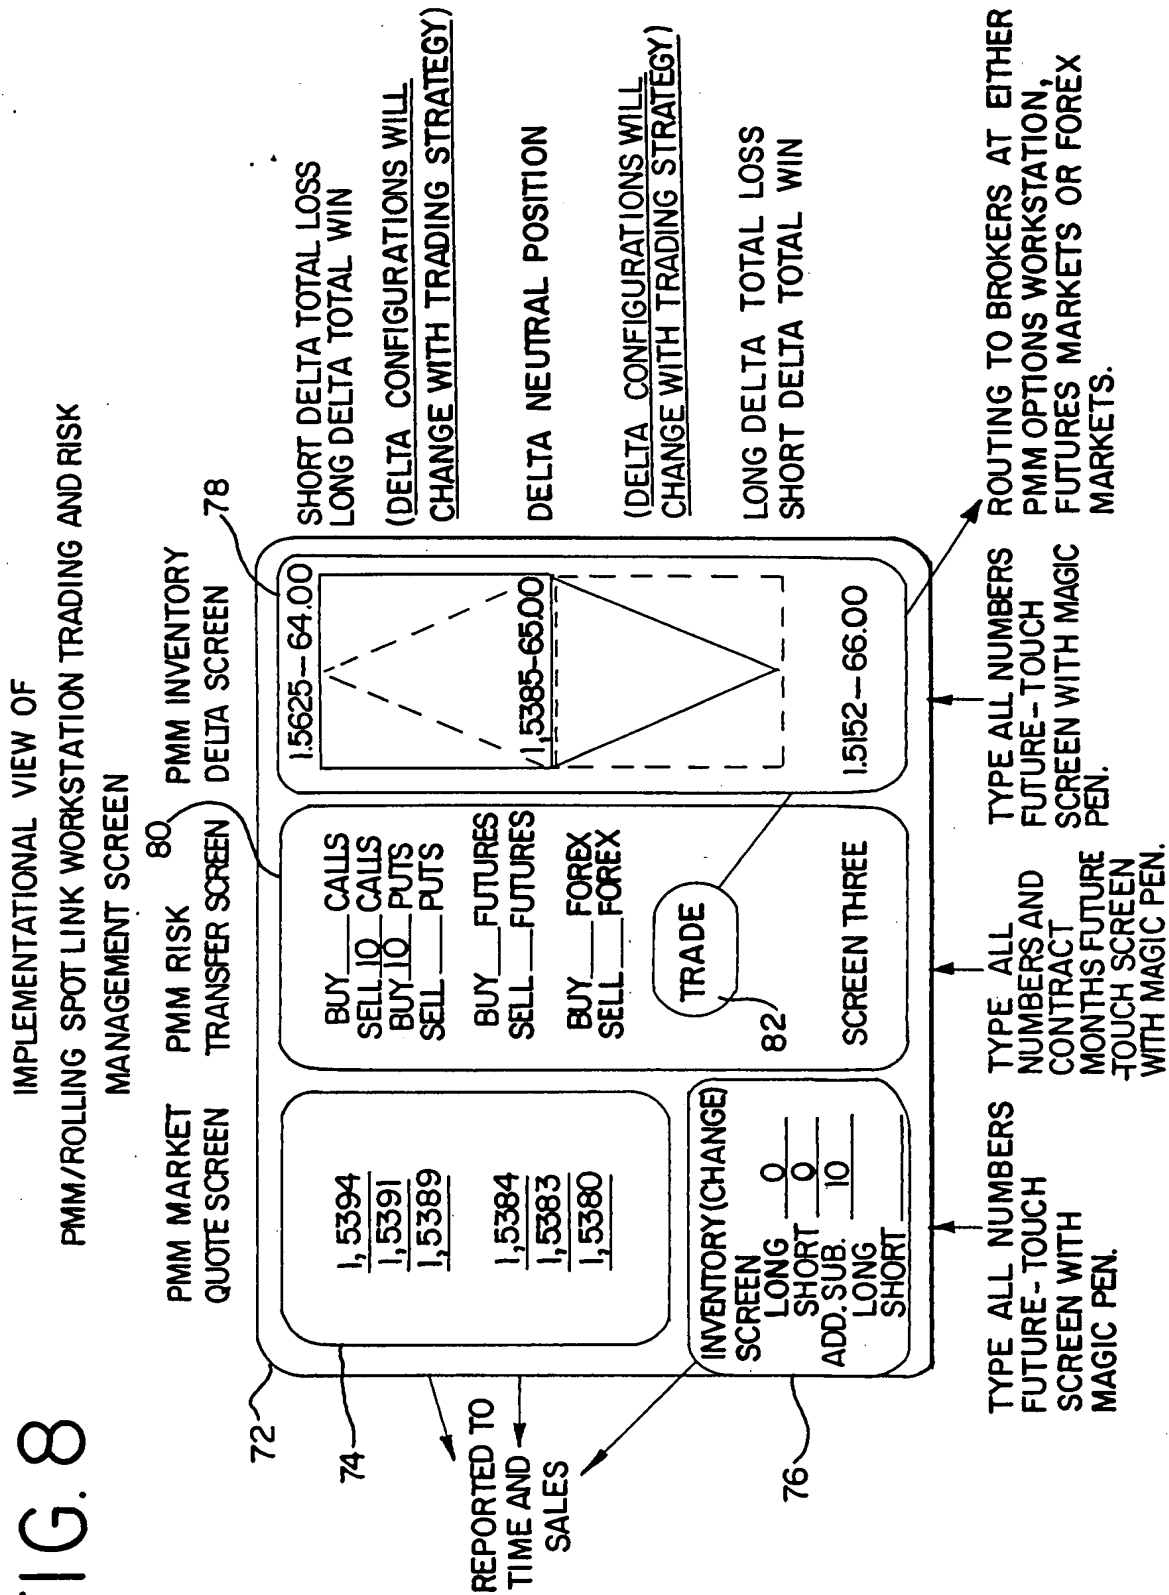 FIG. 8
IMPLEMENTATIONAL VIEW OF
PMM/ROLLING SPOT LINK WORKSTATION TRADING AND RISK
MANAGEMENT SCREEN
PMM MARKET
QUOTE SCREEN
PMM RISK
TRANSFER SCREEN
PMM INVENTORY
DELTA SCREEN
72
74
80
78
1,5394
1,5391
1,5389
1,5384
1,5383
1,5380
INVENTORY (CHANGE)
SCREEN
LONG 0
SHORT 0
ADD. SUB. 10
LONG
SHORT
76
REPORTED TO
TIME AND
SALES
BUY ___ CALLS
SELL 10 CALLS
BUY 10 PUTS
SELL ___ PUTS
BUY ___ FUTURES
SELL ___ FUTURES
BUY ___ FOREX
SELL ___ FOREX
TRADE
82
SCREEN THREE
1.5625-64.00
1,5385-65.00
1.5152-66.00
SHORT DELTA TOTAL LOSS
LONG DELTA TOTAL WIN
(DELTA CONFIGURATIONS WILL
CHANGE WITH TRADING STRATEGY)
DELTA NEUTRAL POSITION
(DELTA CONFIGURATIONS WILL
CHANGE WITH TRADING STRATEGY)
LONG DELTA TOTAL LOSS
SHORT DELTA TOTAL WIN
TYPE ALL NUMBERS
FUTURE-TOUCH
SCREEN WITH
MAGIC PEN.
TYPE ALL
NUMBERS AND
CONTRACT
MONTHS FUTURE
-TOUCH SCREEN
WITH MAGIC PEN.
TYPE ALL NUMBERS
FUTURE-TOUCH
SCREEN WITH MAGIC
PEN.
ROUTING TO BROKERS AT EITHER
PMM OPTIONS WORKSTATION,
FUTURES MARKETS OR FOREX
MARKETS.